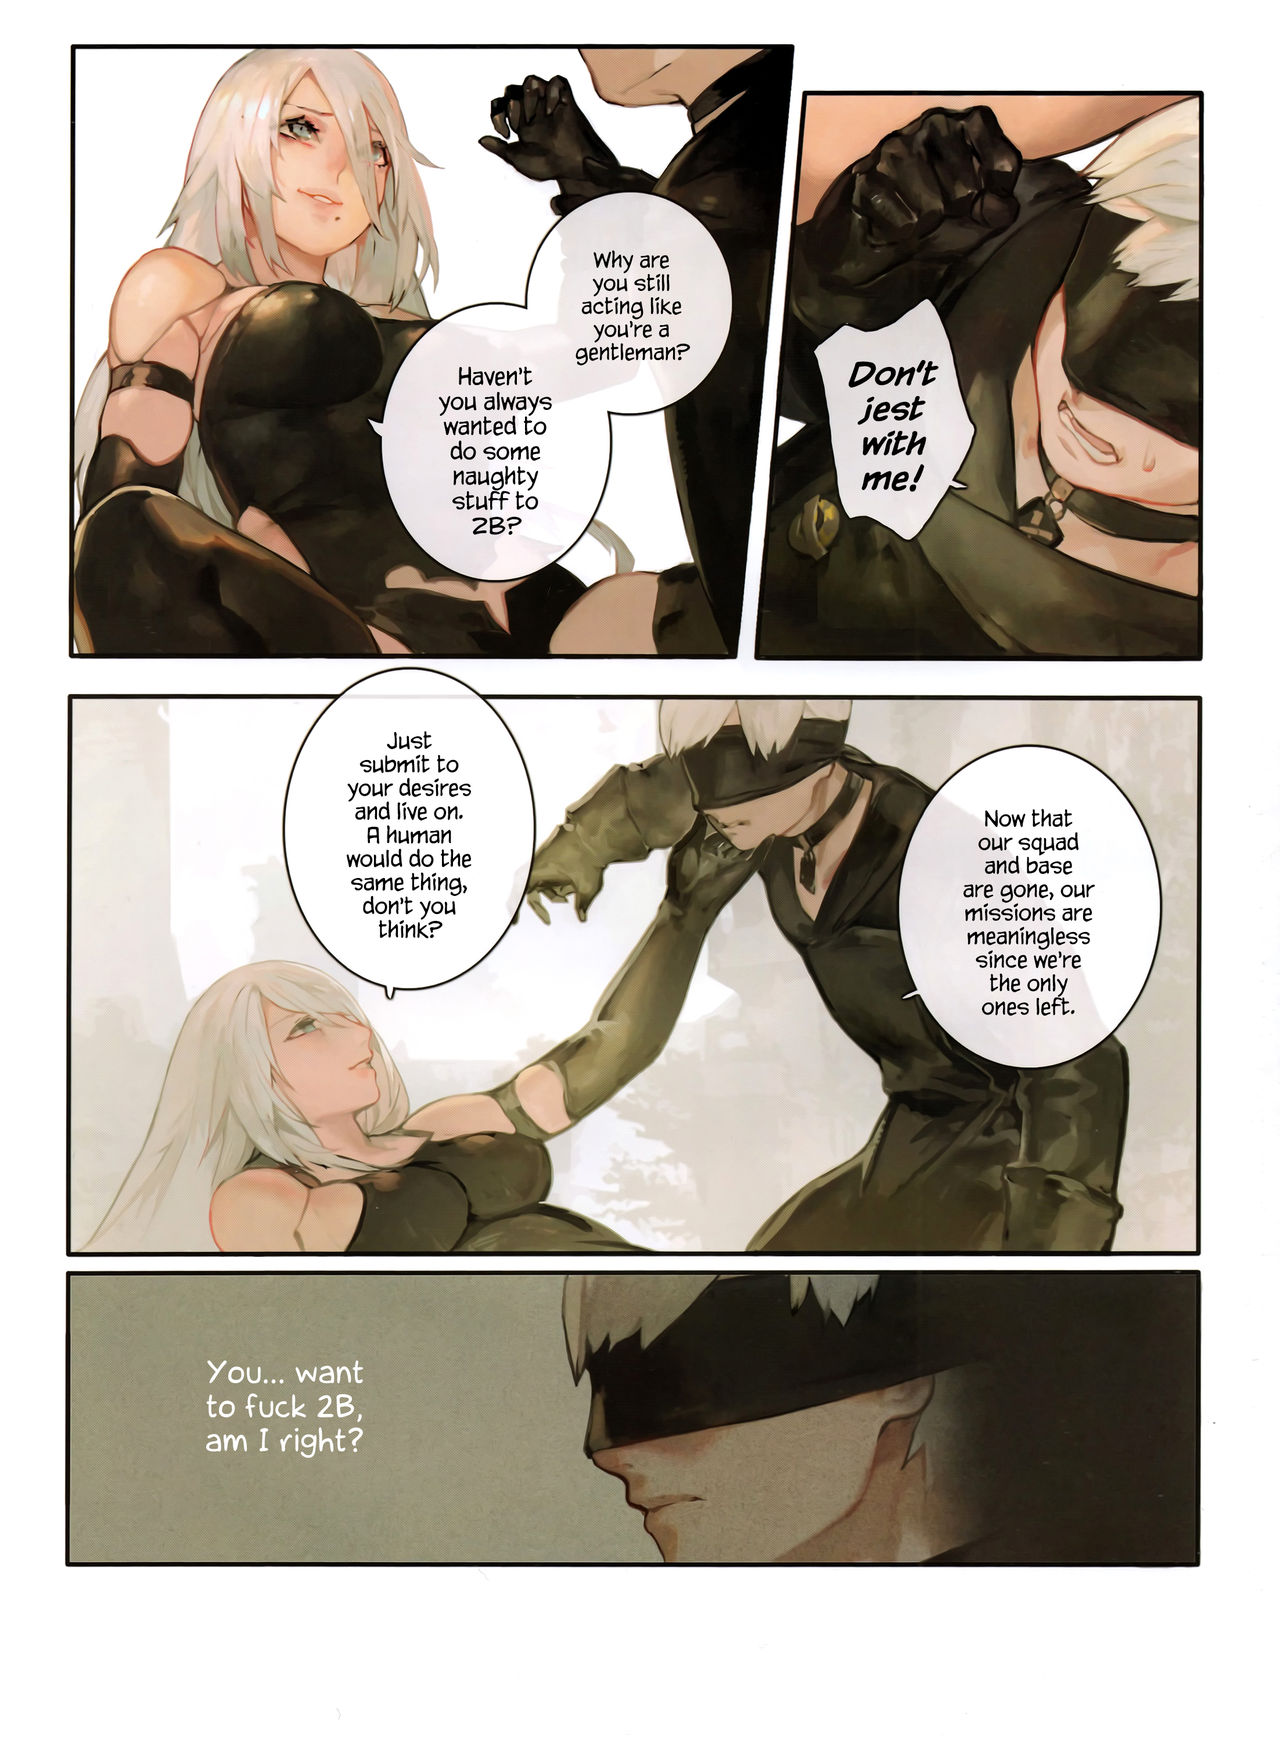 Why are
you still
acting like
you're a
gentleman?
Haven't
you always
wanted to
do some
naughty
stuff to
2B?
Don't
jest
with
me!
Just
submit to
your desires
and live on.
A human
would do the
same thing,
don't you
think?
Now that
our squad
and base
are gone, our
missions are
meaningless
since we're
the only
ones left.
You... want
to fuck 2B,
am I right?